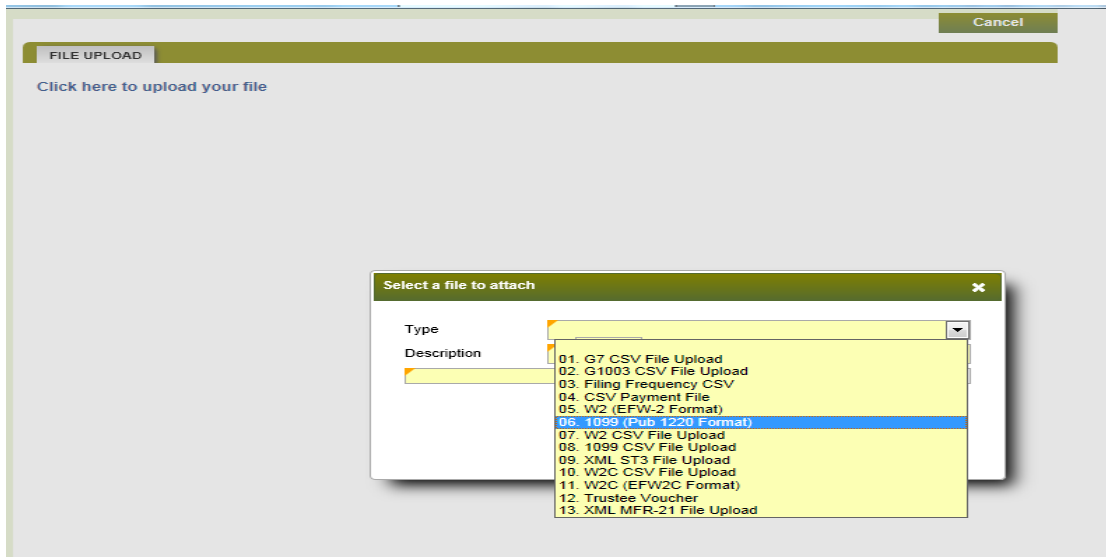 Cancel
FILE UPLOAD
Click here to upload your file
Select a file to attach
Type
Description
01. G7 CSV File Upload
02. G1003 CSV File Upload
03. Filing Frequency CSV
04. CSV Payment File
05. W2 (EFW-2 Format)
06. 1099 (Pub 1220 Format)
07. W2 CSV File Upload
08. 1099 CSV File Upload
09. XML ST3 File Upload
10. W2C CSV File Upload
11. W2C (EFW2C Format)
12. Trustee Voucher
13. XML MFR-21 File Upload